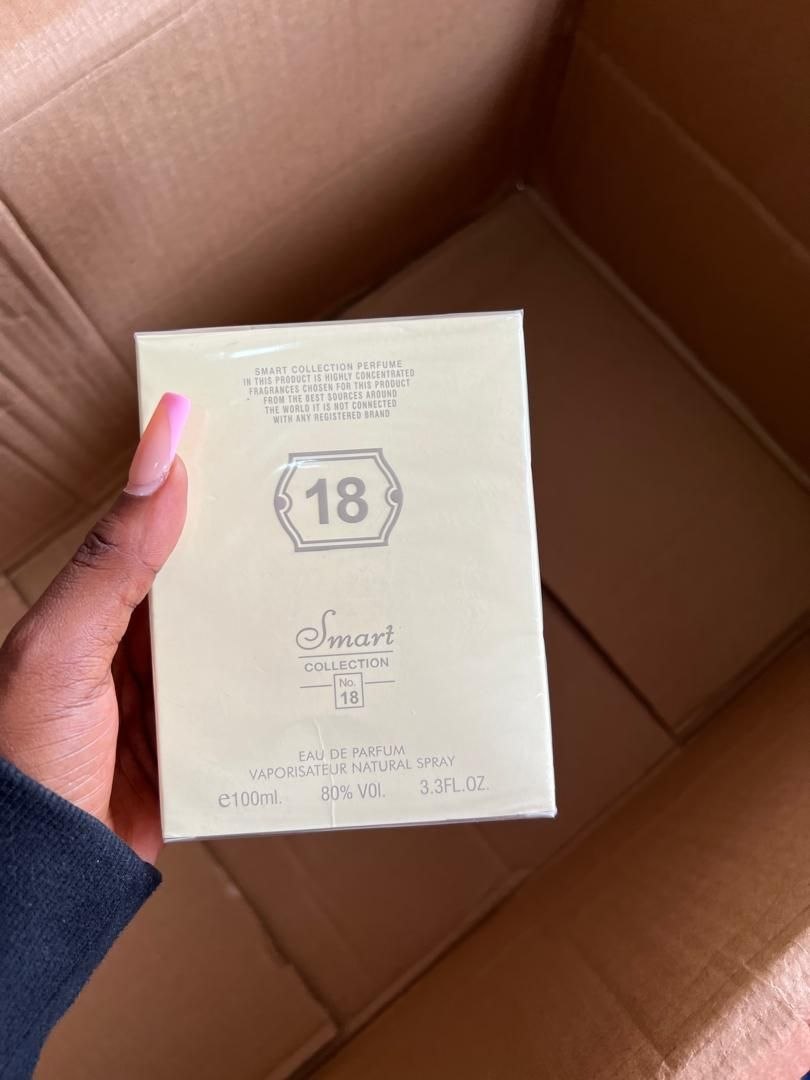 SMART COLLECTION PERFUME
IN THIS PRODUCT IS HIGHLY CONCENTRATED
FRAGRANCES CHOSEN FOR THIS PRODUCT
FROM THE BEST SOURCES AROUND
THE WORLD IT IS NOT CONNECTED
WITH ANY REGISTERED BRAND
18
Smart
COLLECTION
No.
18
EAU DE PARFUM
VAPORISATEUR NATURAL SPRAY
e100ml. 80% VOl. 3.3FL.OZ.